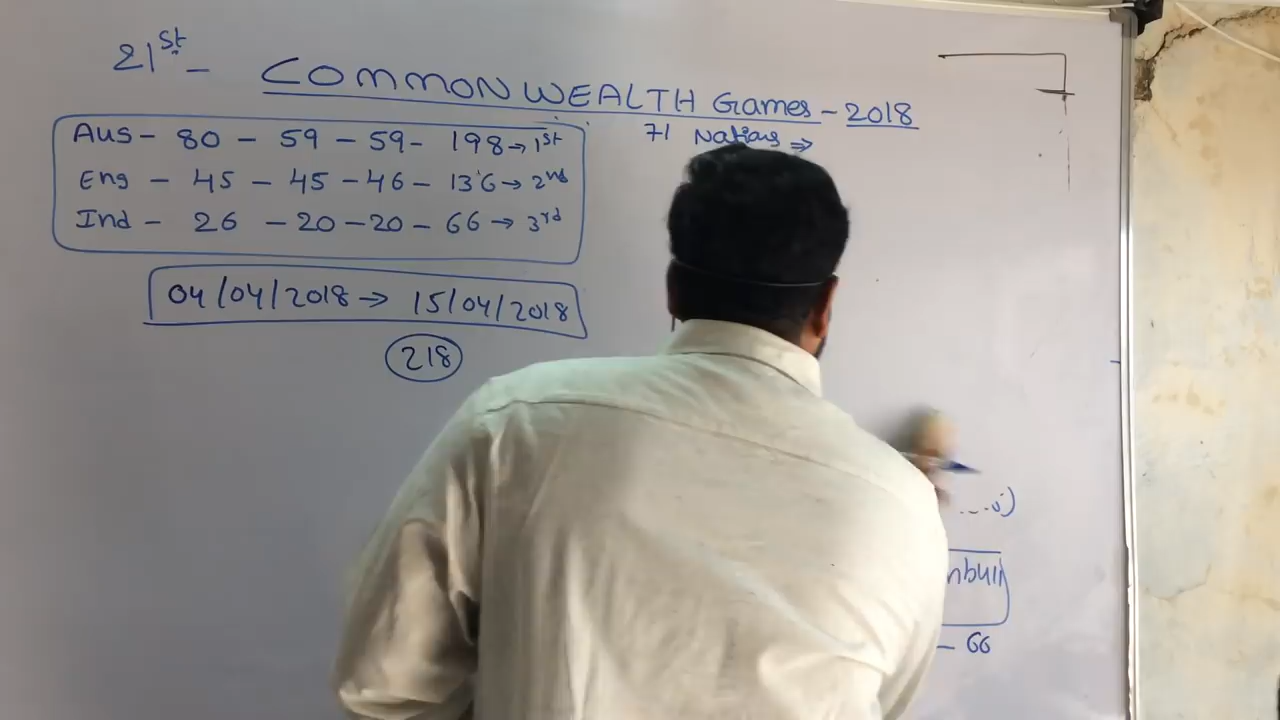 21st - COMMONWEALTH Games - 2018
Aus - 80 - 59 - 59 - 198 → 1st
Eng - 45 - 45 - 46 - 136 → 2nd
Ind - 26 - 20 - 20 - 66 → 3rd
71 Nations ⇒
04/04/2018 → 15/04/2018
218
- 66